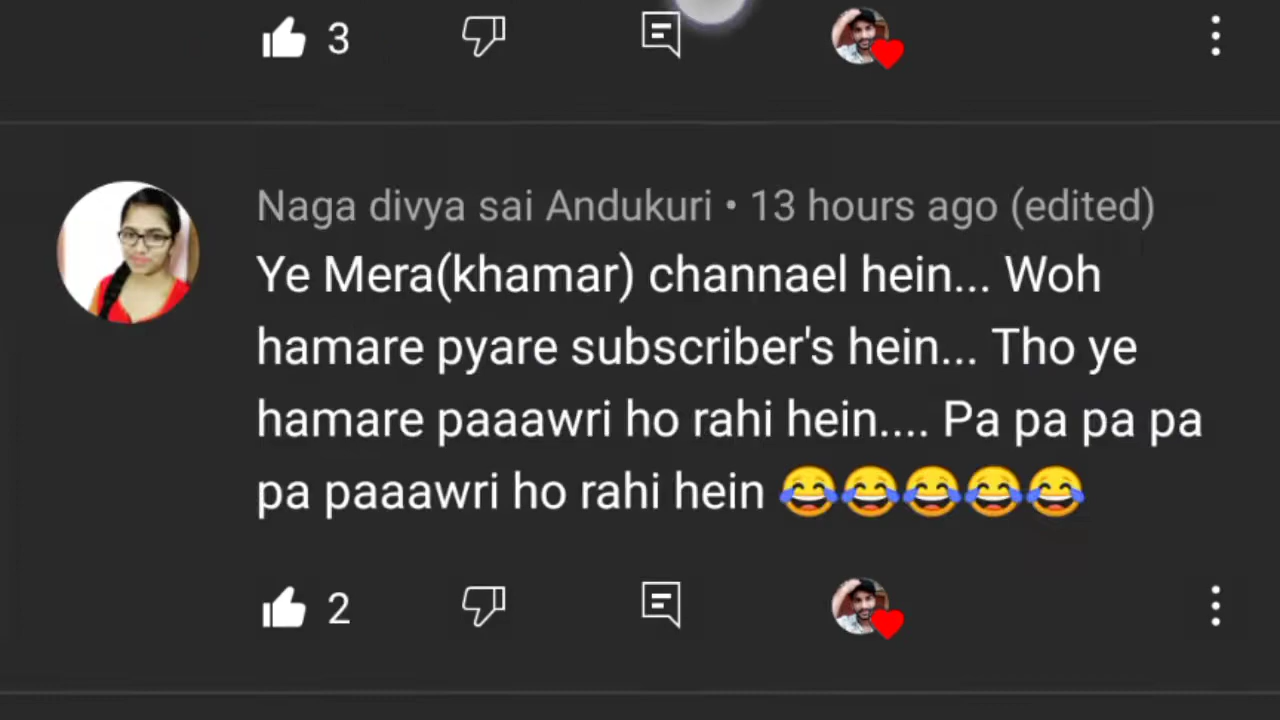 3
Naga divya sai Andukuri • 13 hours ago (edited)
Ye Mera(khamar) channael hein... Woh
hamare pyare subscriber's hein... Tho ye
hamare paaawri ho rahi hein.... Pa pa pa pa
pa paaawri ho rahi hein 😂😂😂😂😂
2